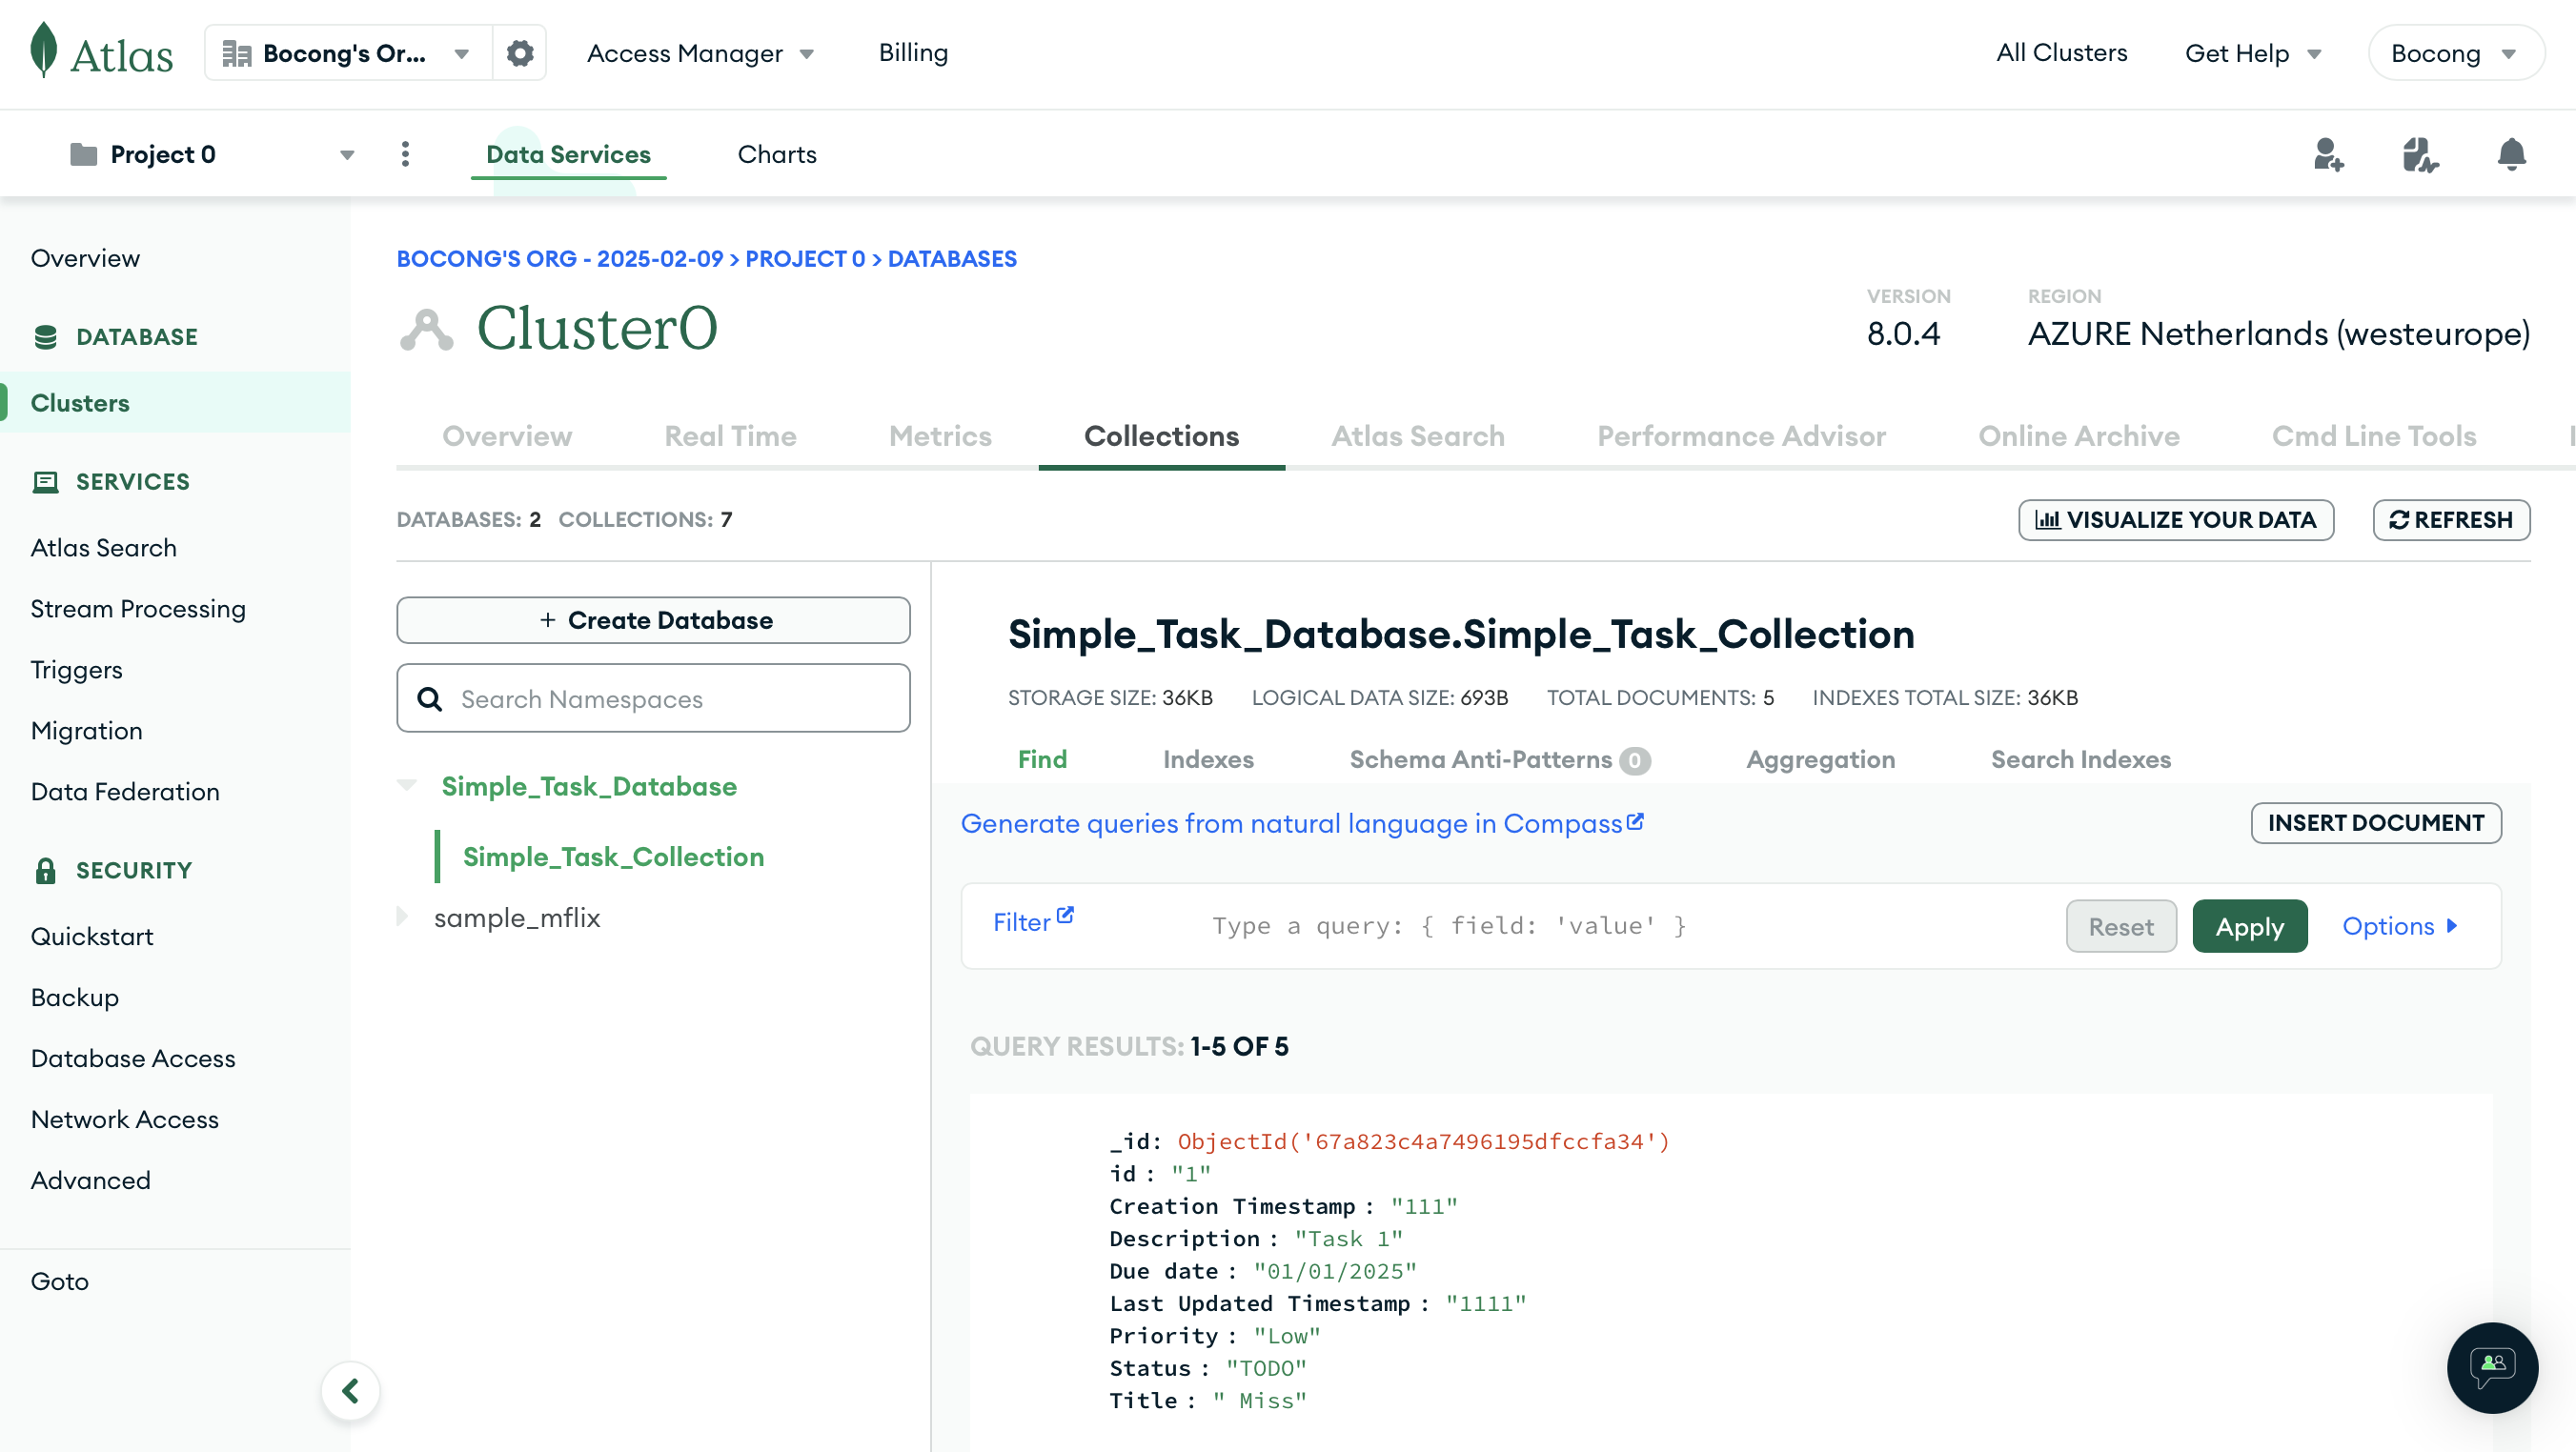 Atlas
Bocong's Or...
Access Manager
Billing
All Clusters
Get Help
Bocong
Project 0
Data Services
Charts
Overview
DATABASE
Clusters
SERVICES
Atlas Search
Stream Processing
Triggers
Migration
Data Federation
SECURITY
Quickstart
Backup
Database Access
Network Access
Advanced
Goto
BOCONG'S ORG - 2025-02-09 > PROJECT 0 > DATABASES
Cluster0
VERSION
8.0.4
REGION
AZURE Netherlands (westeurope)
Overview
Real Time
Metrics
Collections
Atlas Search
Performance Advisor
Online Archive
Cmd Line Tools
DATABASES: 2 COLLECTIONS: 7
VISUALIZE YOUR DATA
REFRESH
+ Create Database
Search Namespaces
Simple_Task_Database
Simple_Task_Collection
sample_mflix
Simple_Task_Database.Simple_Task_Collection
STORAGE SIZE: 36KB LOGICAL DATA SIZE: 693B TOTAL DOCUMENTS: 5 INDEXES TOTAL SIZE: 36KB
Find
Indexes
Schema Anti-Patterns 0
Aggregation
Search Indexes
Generate queries from natural language in Compass
INSERT DOCUMENT
Filter
Type a query: { field: 'value' }
Reset
Apply
Options
QUERY RESULTS: 1-5 OF 5
_id: ObjectId('67a823c4a7496195dfccfa34')
id : "1"
Creation Timestamp : "111"
Description : "Task 1"
Due date : "01/01/2025"
Last Updated Timestamp : "1111"
Priority : "Low"
Status : "TODO"
Title : " Miss"